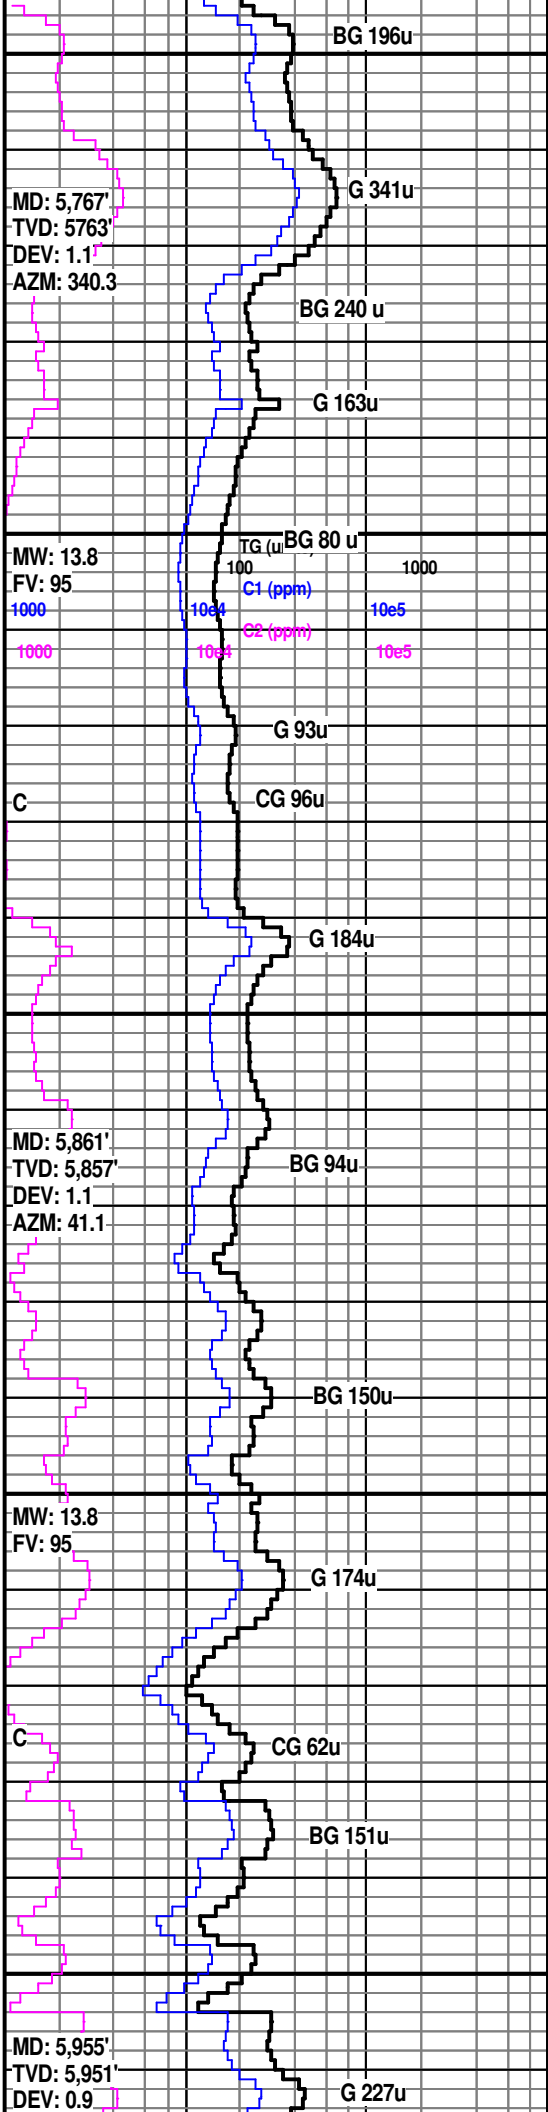 BG 196u
G 341u
MD: 5,767'
TVD: 5763'
DEV: 1.1
AZM: 340.3
BG 240 u
G 163u
BG 80 u
TG (u
MW: 13.8
FV: 95
100 1000
C1 (ppm)
1000 10e4 10e5
C2 (ppm)
1000 10e4 10e5
G 93u
CG 96u
C
G 184u
MD: 5,861'
TVD: 5,857'
DEV: 1.1
AZM: 41.1
BG 94u
BG 150u
MW: 13.8
FV: 95
G 174u
C
CG 62u
BG 151u
MD: 5,955'
TVD: 5,951'
DEV: 0.9
G 227u